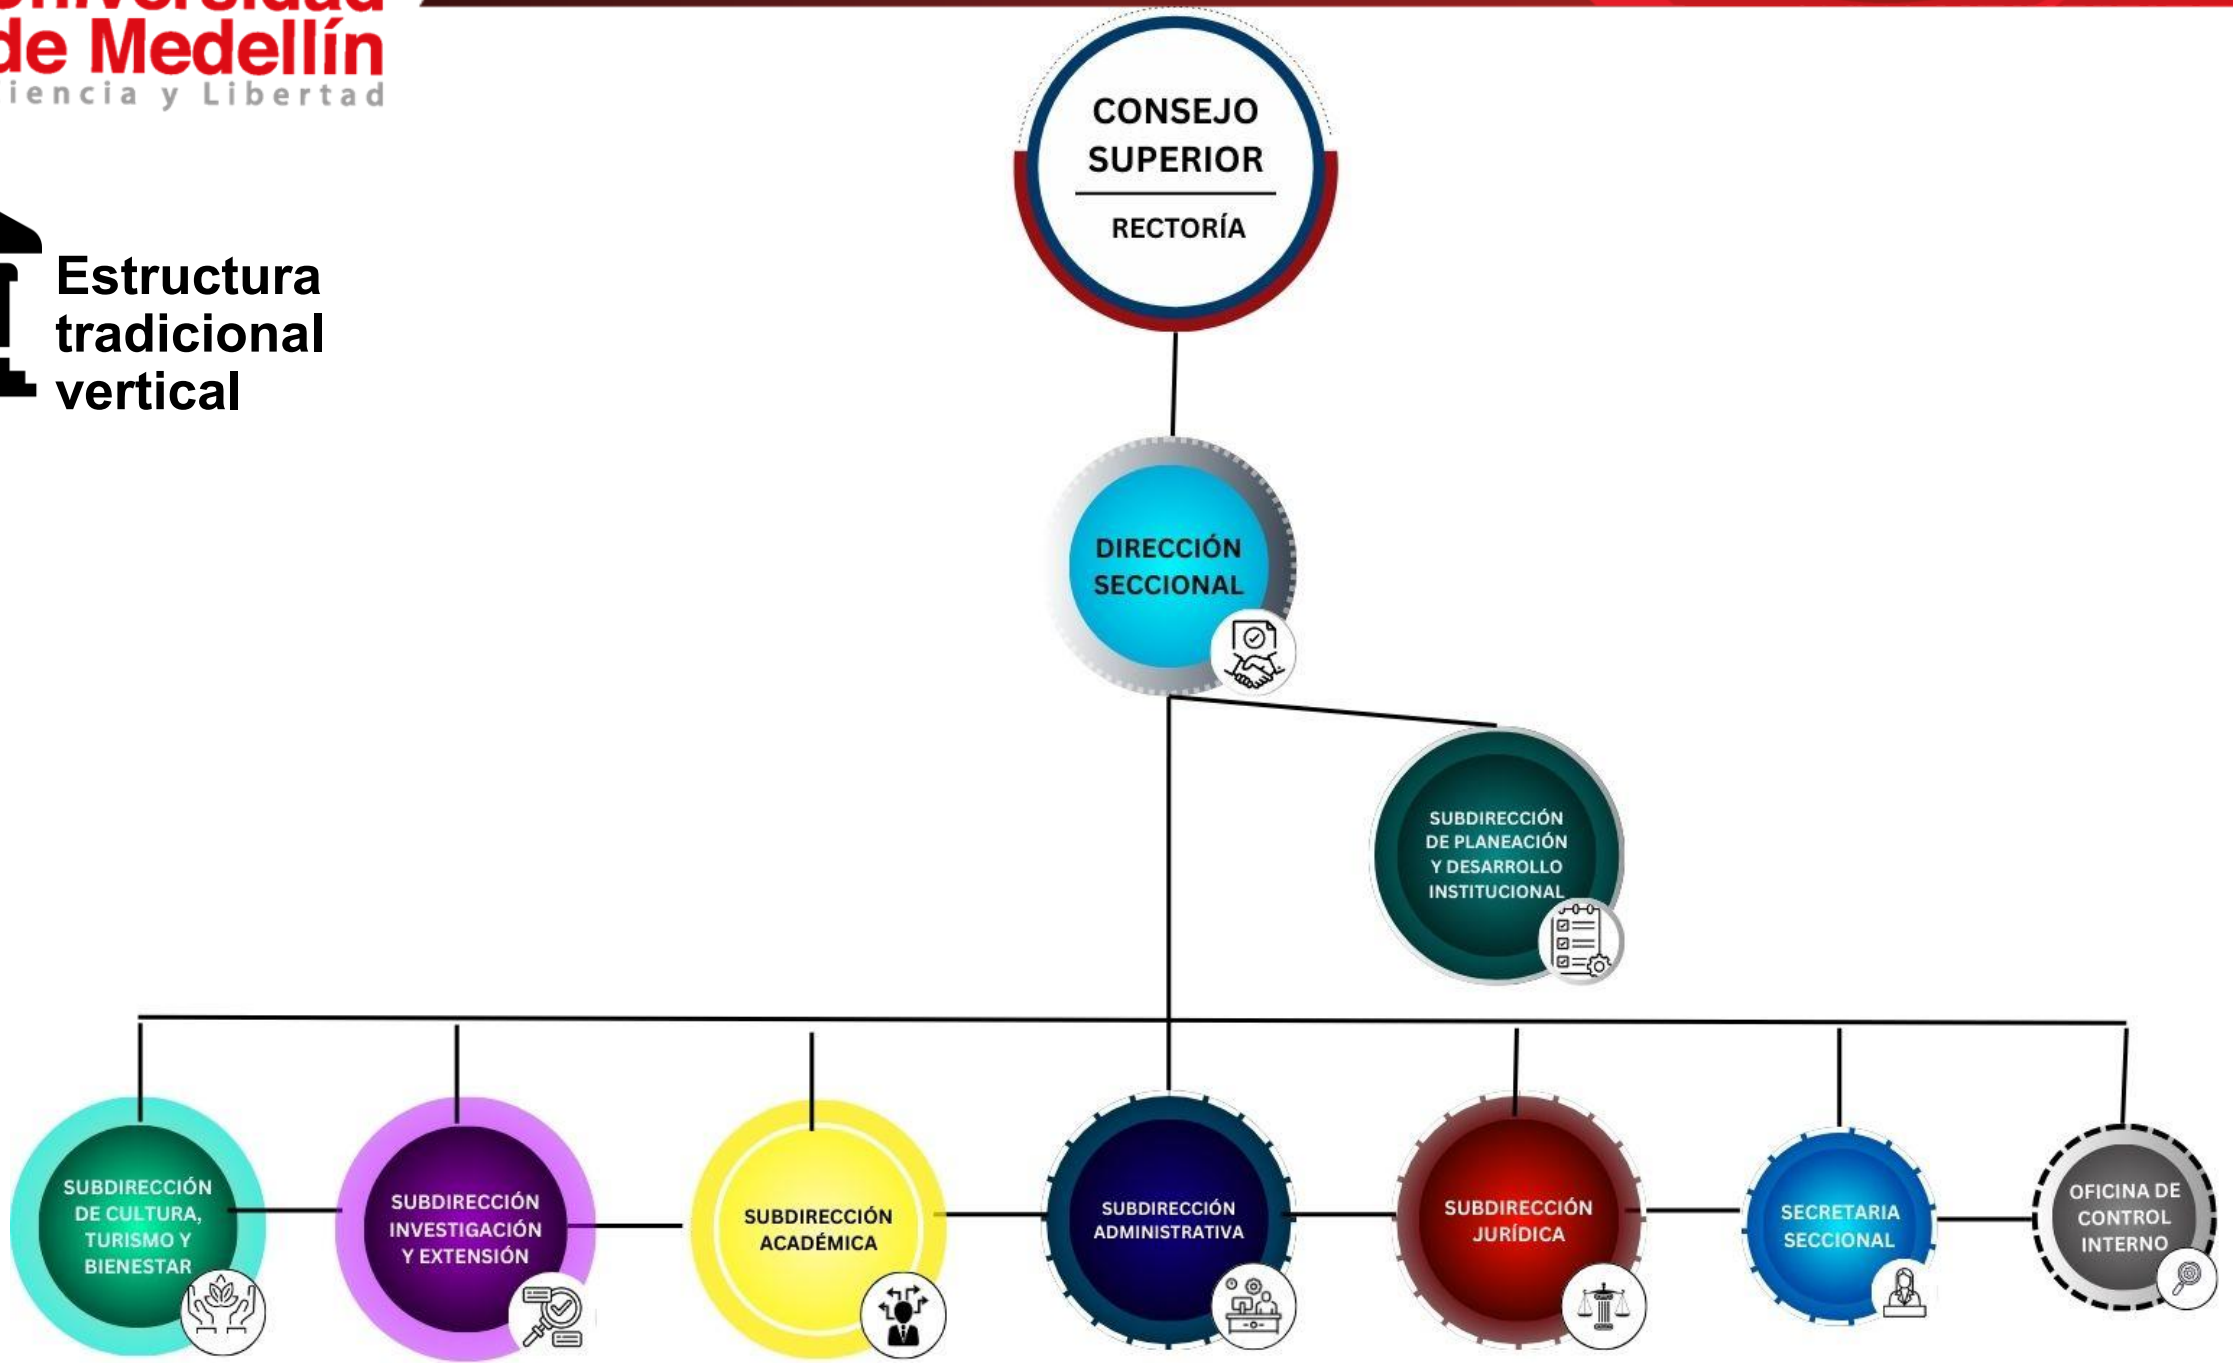 de Medellín
iencia y Libertad
Estructura
tradicional
vertical
CONSEJO
SUPERIOR
RECTORÍA
DIRECCIÓN
SECCIONAL
SUBDIRECCIÓN
DE PLANEACIÓN
Y DESARROLLO
INSTITUCIONAL
SUBDIRECCIÓN
DE CULTURA,
TURISMO Y
BIENESTAR
SUBDIRECCIÓN
INVESTIGACIÓN
Y EXTENSIÓN
SUBDIRECCIÓN
ACADÉMICA
SUBDIRECCIÓN
ADMINISTRATIVA
SUBDIRECCIÓN
JURÍDICA
SECRETARIA
SECCIONAL
OFICINA DE
CONTROL
INTERNO